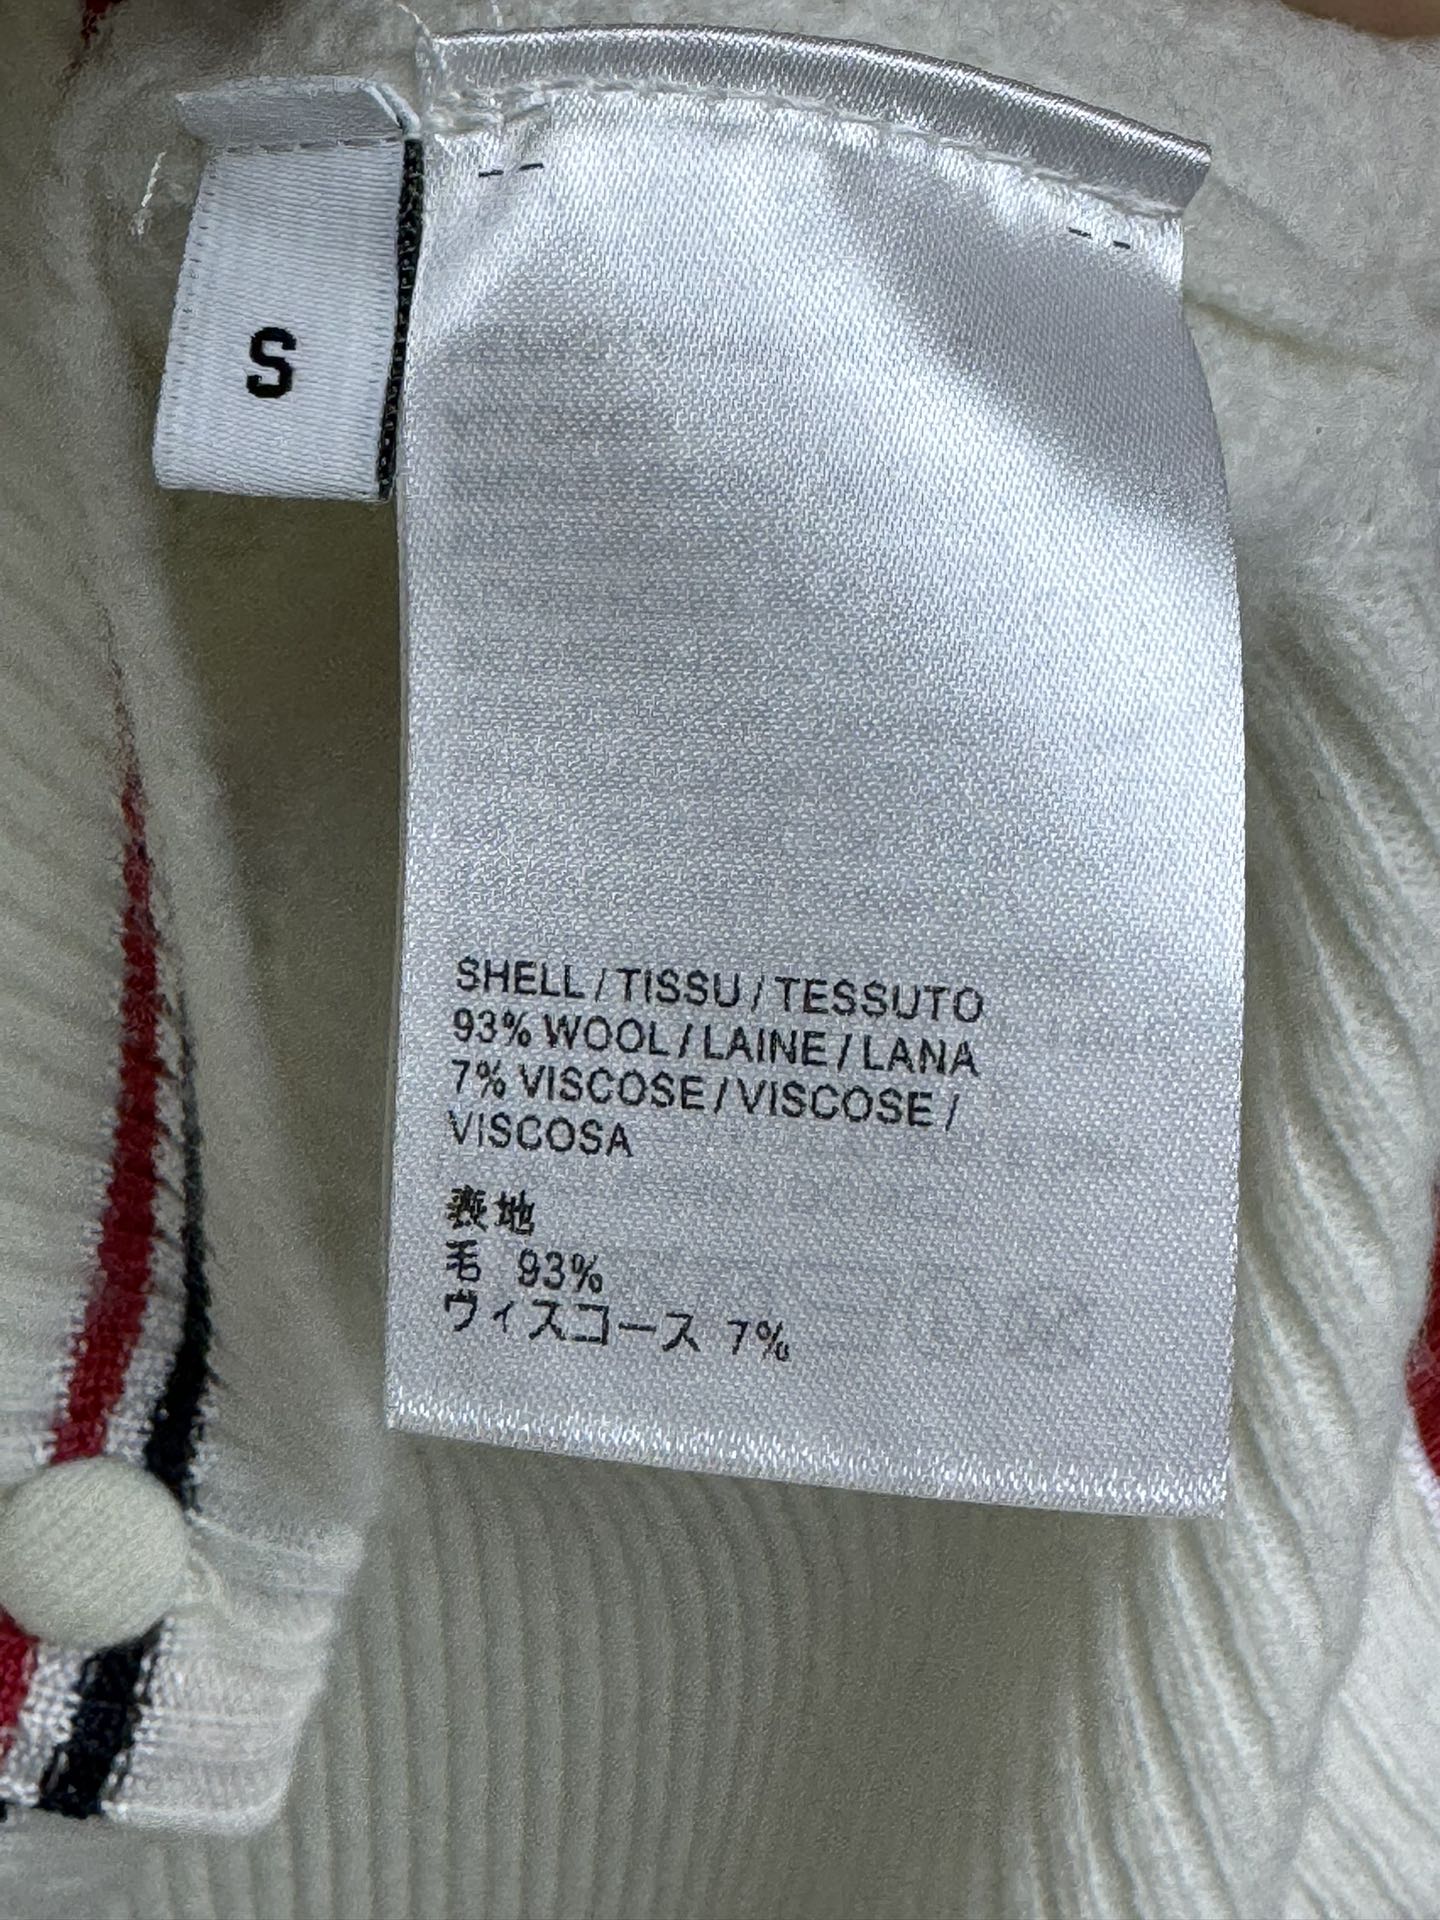 S
SHELL / TISSU / TESSUTO
93% WOOL / LAINE / LANA
7% VISCOSE / VISCOSE /
VISCOSA
表地
毛 93%
ヴィスコース 7%